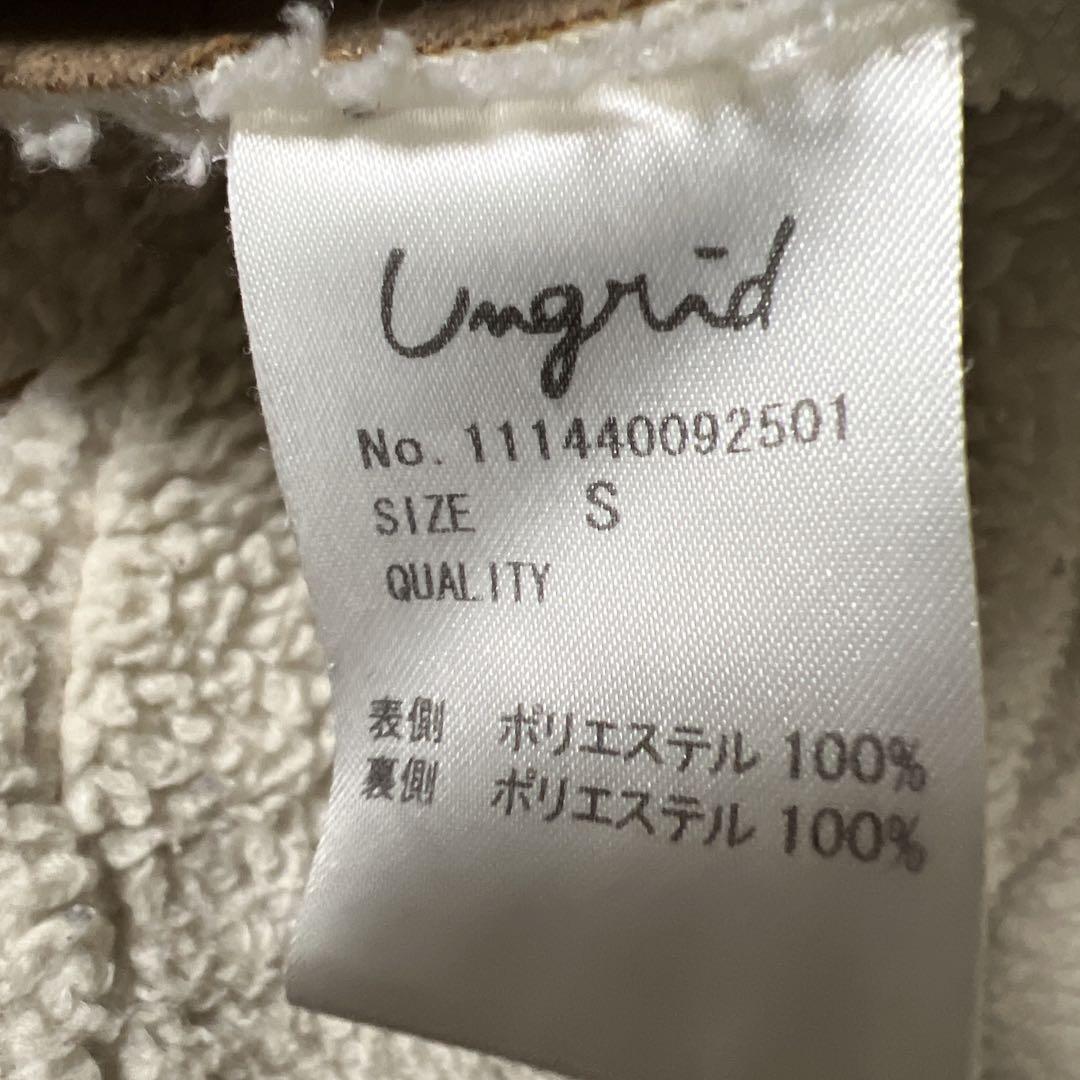 Ungrid
No. 111440092501
SIZE S
QUALITY
表側 ポリエステル 100%
裏側 ポリエステル 100%